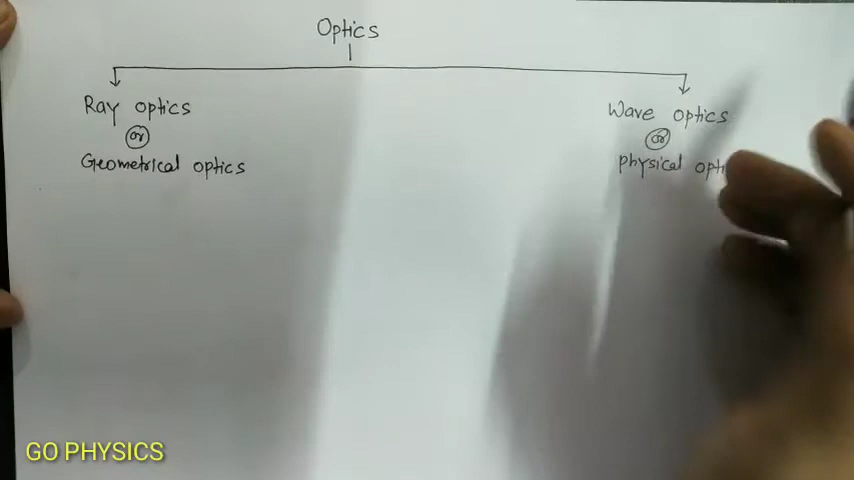 Optics
Ray optics
or
Geometrical optics
Wave optics
or
physical
GO PHYSICS